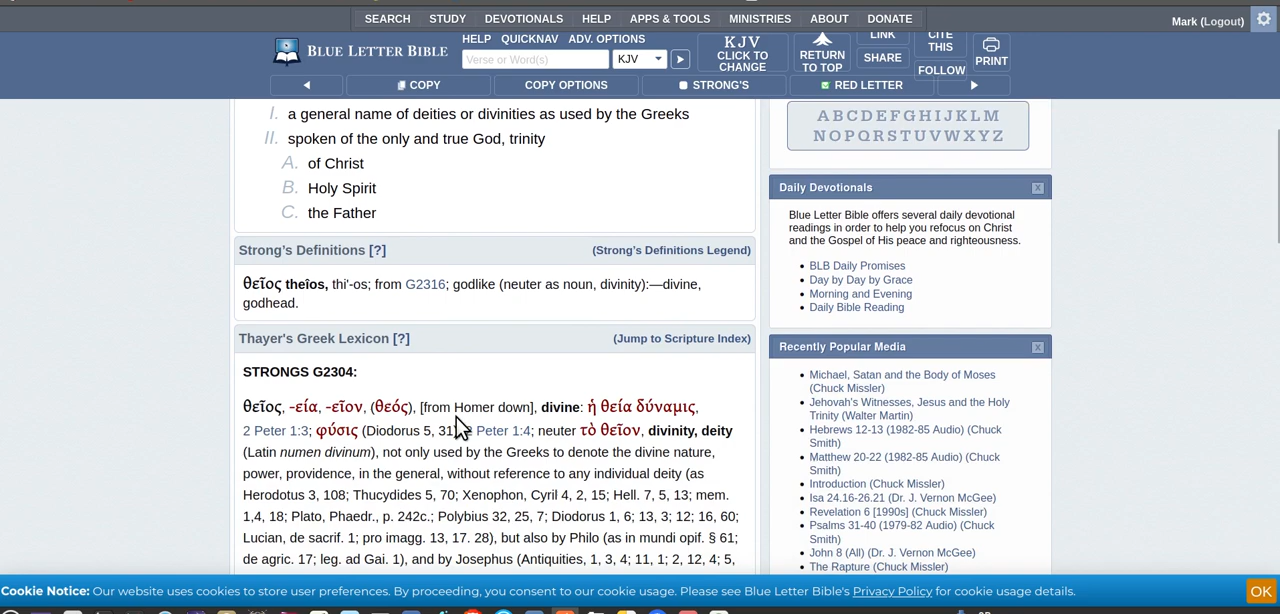 SEARCH STUDY DEVOTIONALS HELP APPS & TOOLS MINISTRIES ABOUT DONATE
Mark (Logout)
BLUE LETTER BIBLE
HELP QUICKNAV ADV. OPTIONS
Verse or Word(s) KJV
KJV
CLICK TO
CHANGE
RETURN
TO TOP
LINK
SHARE
CITE
THIS
FOLLOW
PRINT
COPY COPY OPTIONS STRONG'S RED LETTER
I. a general name of deities or divinities as used by the Greeks
II. spoken of the only and true God, trinity
A. of Christ
B. Holy Spirit
C. the Father
Strong's Definitions [?] (Strong's Definitions Legend)
θεῖος theîos, thi'-os; from G2316; godlike (neuter as noun, divinity):—divine,
godhead.
Thayer's Greek Lexicon [?] (Jump to Scripture Index)
STRONGS G2304:
θεῖος, -εία, -εῖον, (θεός), [from Homer down], divine: ἡ θεία δύναμις,
2 Peter 1:3; φύσις (Diodorus 5, 31) Peter 1:4; neuter τὸ θεῖον, divinity, deity
(Latin numen divinum), not only used by the Greeks to denote the divine nature,
power, providence, in the general, without reference to any individual deity (as
Herodotus 3, 108; Thucydides 5, 70; Xenophon, Cyril 4, 2, 15; Hell. 7, 5, 13; mem.
1,4, 18; Plato, Phaedr., p. 242c.; Polybius 32, 25, 7; Diodorus 1, 6; 13, 3; 12; 16, 60;
Lucian, de sacrif. 1; pro imagg. 13, 17. 28), but also by Philo (as in mundi opif. § 61;
de agric. 17; leg. ad Gai. 1), and by Josephus (Antiquities, 1, 3, 4; 11, 1; 2, 12, 4; 5,
A B C D E F G H I J K L M
N O P Q R S T U V W X Y Z
Daily Devotionals X
Blue Letter Bible offers several daily devotional
readings in order to help you refocus on Christ
and the Gospel of His peace and righteousness.
• BLB Daily Promises
• Day by Day by Grace
• Morning and Evening
• Daily Bible Reading
Recently Popular Media X
• Michael, Satan and the Body of Moses
(Chuck Missler)
• Jehovah's Witnesses, Jesus and the Holy
Trinity (Walter Martin)
• Hebrews 12-13 (1982-85 Audio) (Chuck
Smith)
• Matthew 20-22 (1982-85 Audio) (Chuck
Smith)
• Introduction (Chuck Missler)
• Isa 24.16-26.21 (Dr. J. Vernon McGee)
• Revelation 6 [1990s] (Chuck Missler)
• Psalms 31-40 (1979-82 Audio) (Chuck
Smith)
• John 8 (All) (Dr. J. Vernon McGee)
• The Rapture (Chuck Missler)
Cookie Notice: Our website uses cookies to store user preferences. By proceeding, you consent to our cookie usage. Please see Blue Letter Bible's Privacy Policy for cookie usage details. OK